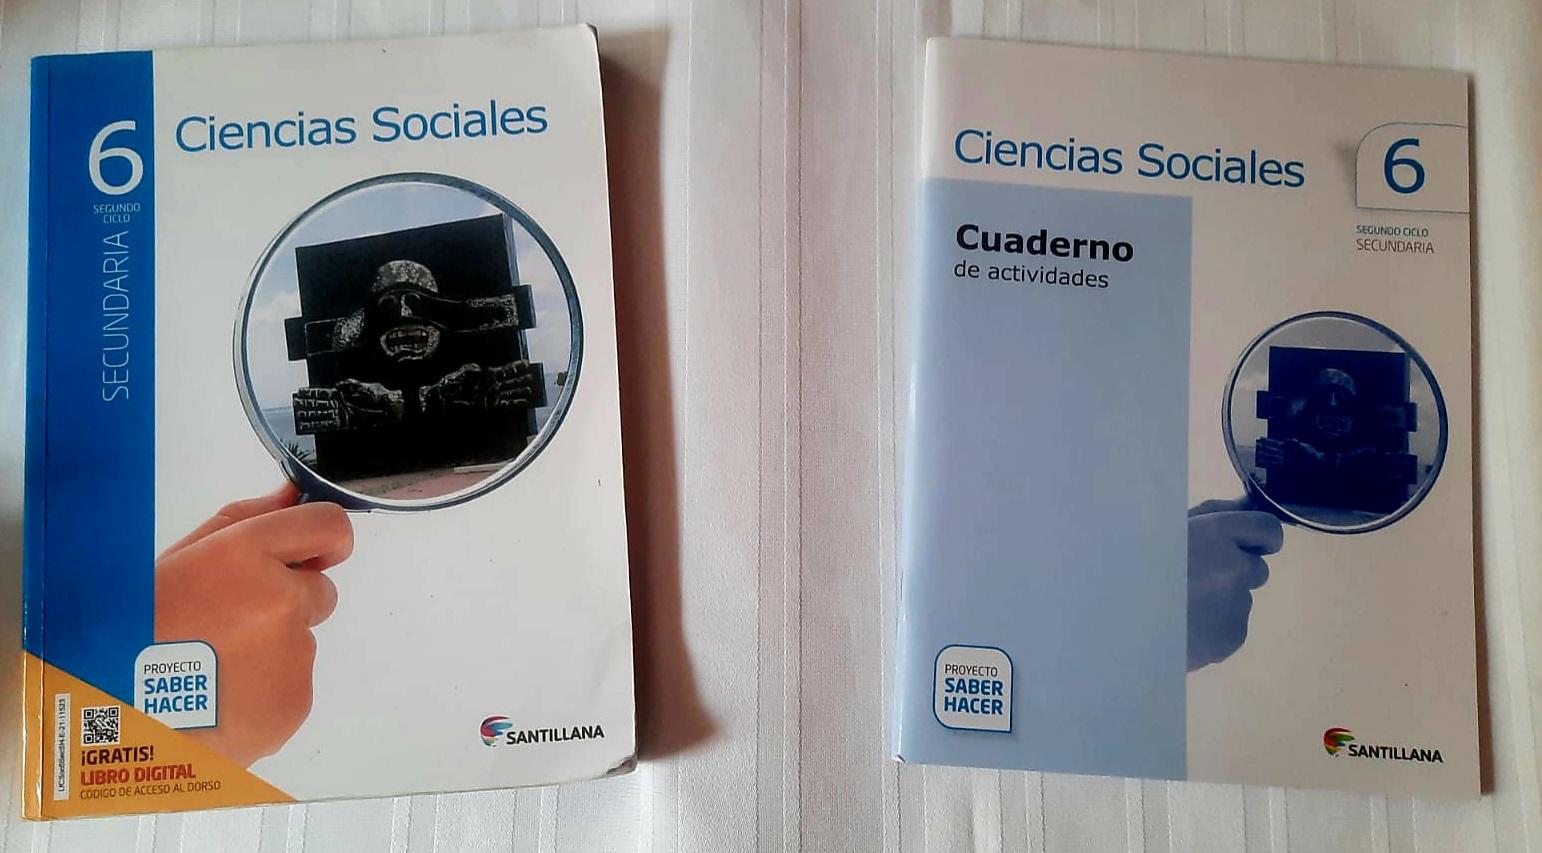 Ciencias Sociales
6
SEGUNDO
CICLO
SECUNDARIA
PROYECTO
SABER
HACER
¡GRATIS!
LIBRO DIGITAL
CÓDIGO DE ACCESO AL DORSO
SANTILLANA
Ciencias Sociales
6
SEGUNDO CICLO
SECUNDARIA
Cuaderno
de actividades
PROYECTO
SABER
HACER
SANTILLANA